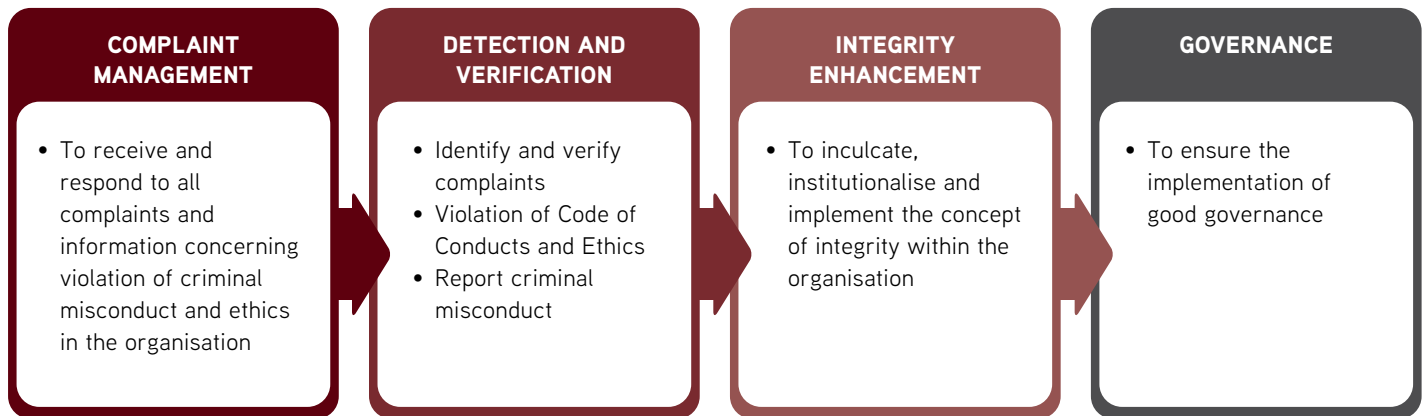 COMPLAINT
MANAGEMENT
• To receive and
respond to all
complaints and
information concerning
violation of criminal
misconduct and ethics
in the organisation
DETECTION AND
VERIFICATION
• Identify and verify
complaints
• Violation of Code of
Conducts and Ethics
• Report criminal
misconduct
INTEGRITY
ENHANCEMENT
• To inculcate,
institutionalise and
implement the concept
of integrity within the
organisation
GOVERNANCE
• To ensure the
implementation of
good governance